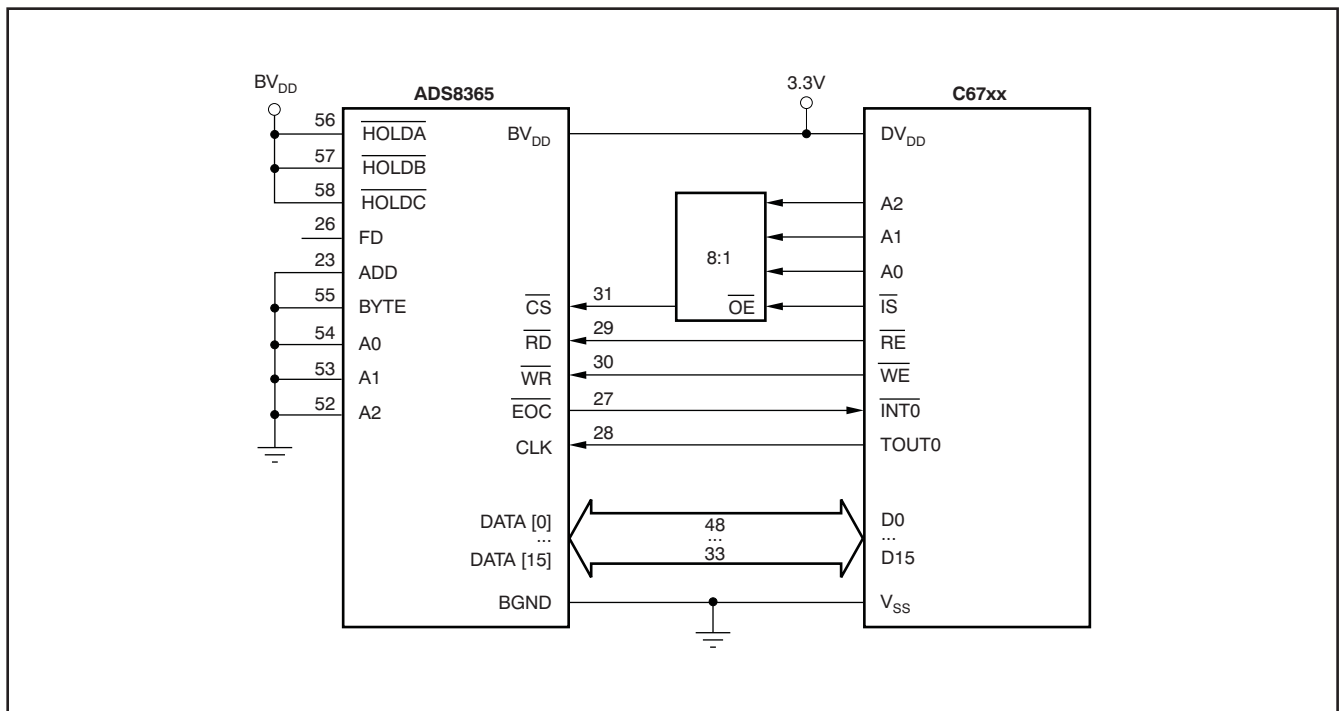 BVDD
ADS8365
3.3V
C67xx
56
HOLDA
BVDD
DVDD
57
HOLDB
58
HOLDC
A2
26
FD
8:1
A1
23
ADD
A0
55
BYTE
CS
31
OE
IS
54
A0
RD
29
RE
53
A1
WR
30
WE
52
A2
EOC
27
INT0
CLK
28
TOUT0
DATA [0]
48
D0
...
...
...
DATA [15]
33
D15
BGND
VSS